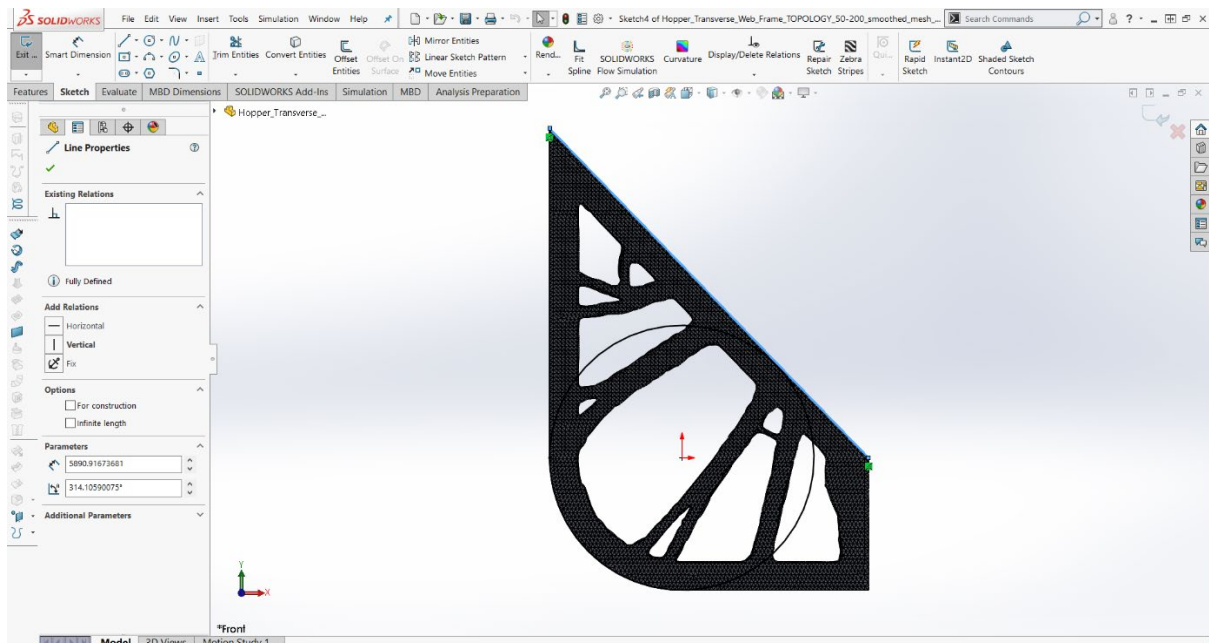 SOLIDWORKS File Edit View Insert Tools Simulation Window Help Sketch4 of Hopper_Transverse_Web_Frame_TOPOLOGY_50-200_smoothed_mesh_... Search Commands
Exit ... Smart Dimension Trim Entities Convert Entities Offset Entities Offset On Surface Mirror Entities Linear Sketch Pattern Move Entities Rend... Fit Spline SOLIDWORKS Flow Simulation Curvature Display/Delete Relations Repair Sketch Zebra Stripes Qui... Rapid Sketch Instant2D Shaded Sketch Contours
Features Sketch Evaluate MBD Dimensions SOLIDWORKS Add-Ins Simulation MBD Analysis Preparation
Hopper_Transverse_...
Line Properties
Existing Relations
Fully Defined
Add Relations
Horizontal
Vertical
Fix
Options
For construction
Infinite length
Parameters
5890.91673681
314.10590075°
Additional Parameters
Y
X
*Front
Model 3D Views Motion Study 1